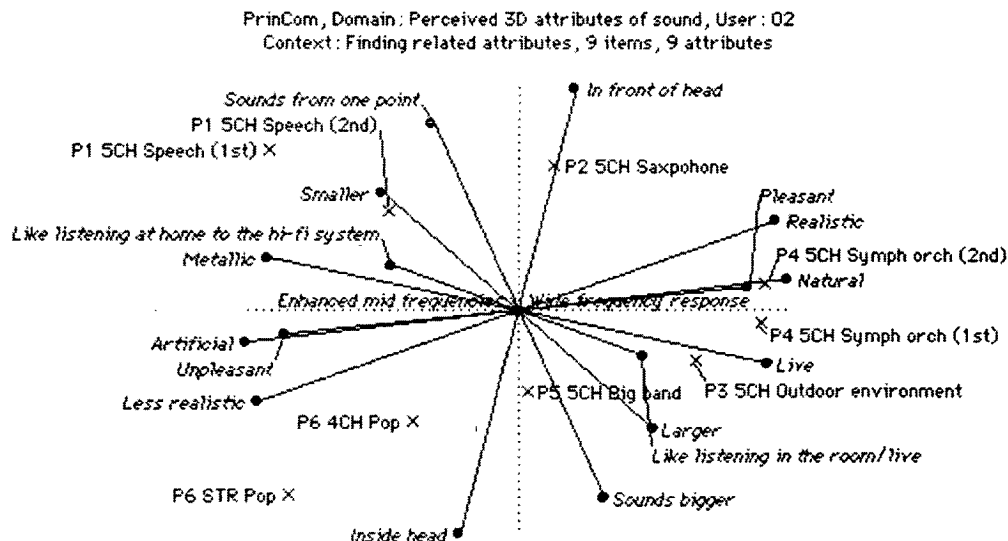 PrinCom, Domain: Perceived 3D attributes of sound, User: 02
Context: Finding related attributes, 9 items, 9 attributes
In front of head
Sounds from one point
P1 5CH Speech (2nd)
P1 5CH Speech (1st)
P2 5CH Saxpohone
Pleasant
Smaller
Realistic
Like listening at home to the hi-fi system
P4 5CH Symph orch (2nd)
Metallic
Natural
Enhanced mid frequencies
Wide frequency response
P4 5CH Symph orch (1st)
Artificial
Unpleasant
Live
P5 5CH Big band
P3 5CH Outdoor environment
Less realistic
P6 4CH Pop
Larger
Like listening in the room/live
P6 STR Pop
Sounds bigger
Inside head